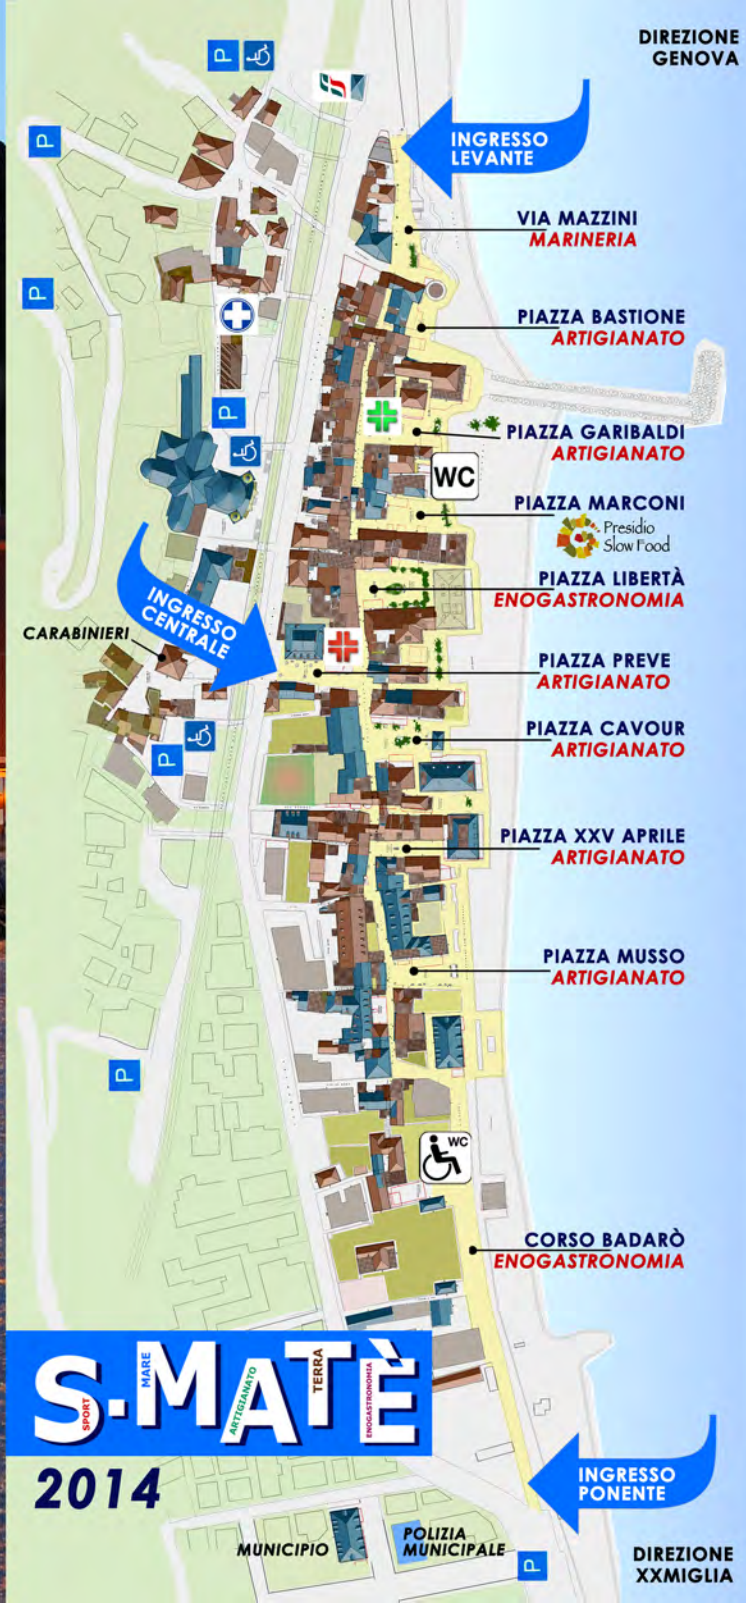 DIREZIONE
GENOVA
P
P
INGRESSO
LEVANTE
VIA MAZZINI
MARINERIA
P
PIAZZA BASTIONE
ARTIGIANATO
P
PIAZZA GARIBALDI
ARTIGIANATO
WC
PIAZZA MARCONI
Presidio
Slow Food
PIAZZA LIBERTÀ
ENOGASTRONOMIA
INGRESSO
CENTRALE
CARABINIERI
PIAZZA PREVE
ARTIGIANATO
PIAZZA CAVOUR
ARTIGIANATO
P
PIAZZA XXV APRILE
ARTIGIANATO
PIAZZA MUSSO
ARTIGIANATO
P
WC
CORSO BADARÒ
ENOGASTRONOMIA
S-MATÈ
SPORT
MARE
ARTIGIANATO
TERRA
ENOGASTRONOMIA
2014
INGRESSO
PONENTE
MUNICIPIO
POLIZIA
MUNICIPALE
P
DIREZIONE
XXMIGLIA